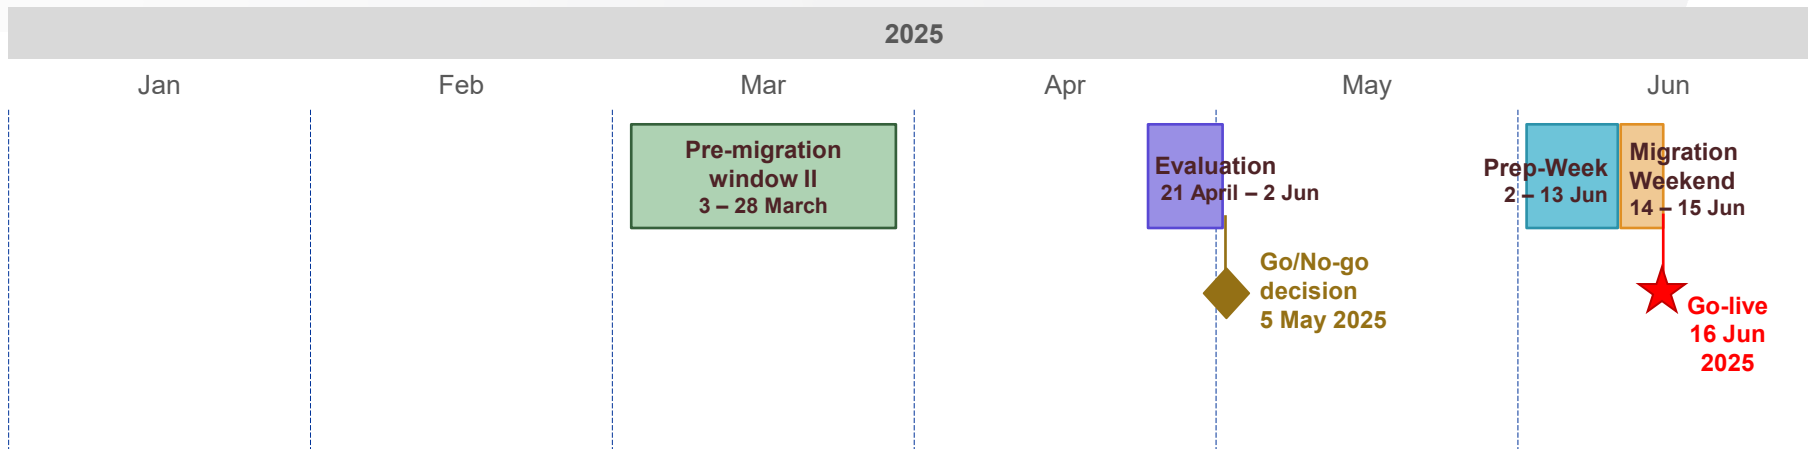 2025
Jan
Feb
Mar
Apr
May
Jun
Pre-migration
window II
3 – 28 March
Evaluation
21 April – 2 Jun
Prep-Week
2 – 13 Jun
Migration
Weekend
14 – 15 Jun
Go/No-go
decision
5 May 2025
Go-live
16 Jun
2025